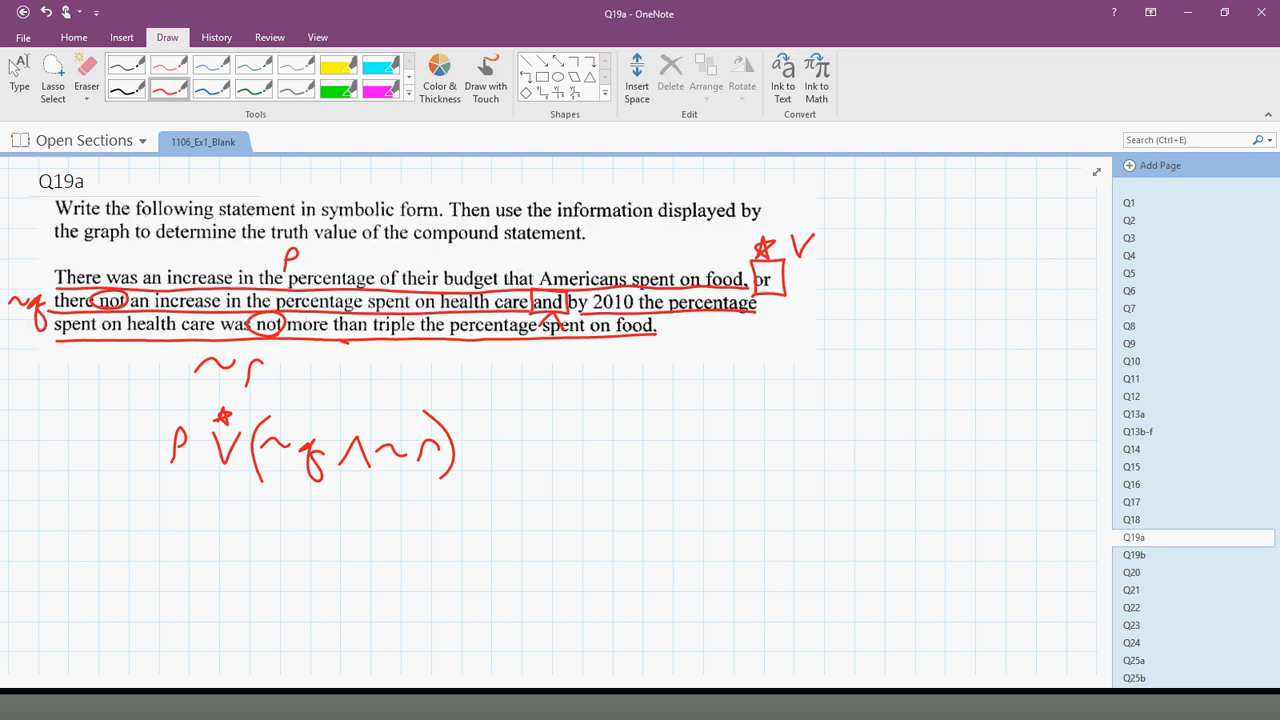 Q19a - OneNote
?
File
Home
Insert
Draw
History
Review
View
Type
Lasso Select
Eraser
Color & Thickness
Draw with Touch
Insert Space
Delete
Arrange
Rotate
Ink to Text
Ink to Math
Tools
Shapes
Edit
Convert
Open Sections
1106_Ex1_Blank
Search (Ctrl+E)
Add Page
Q19a
Write the following statement in symbolic form. Then use the information displayed by
the graph to determine the truth value of the compound statement.
p
∨
There was an increase in the percentage of their budget that Americans spent on food, or
~q
there not an increase in the percentage spent on health care and by 2010 the percentage
∧
spent on health care was not more than triple the percentage spent on food.
~r
p ∨ (~q ∧ ~r)
Q1
Q2
Q3
Q4
Q5
Q6
Q7
Q8
Q9
Q10
Q11
Q12
Q13a
Q13b-f
Q14
Q15
Q16
Q17
Q18
Q19a
Q19b
Q20
Q21
Q22
Q23
Q24
Q25a
Q25b